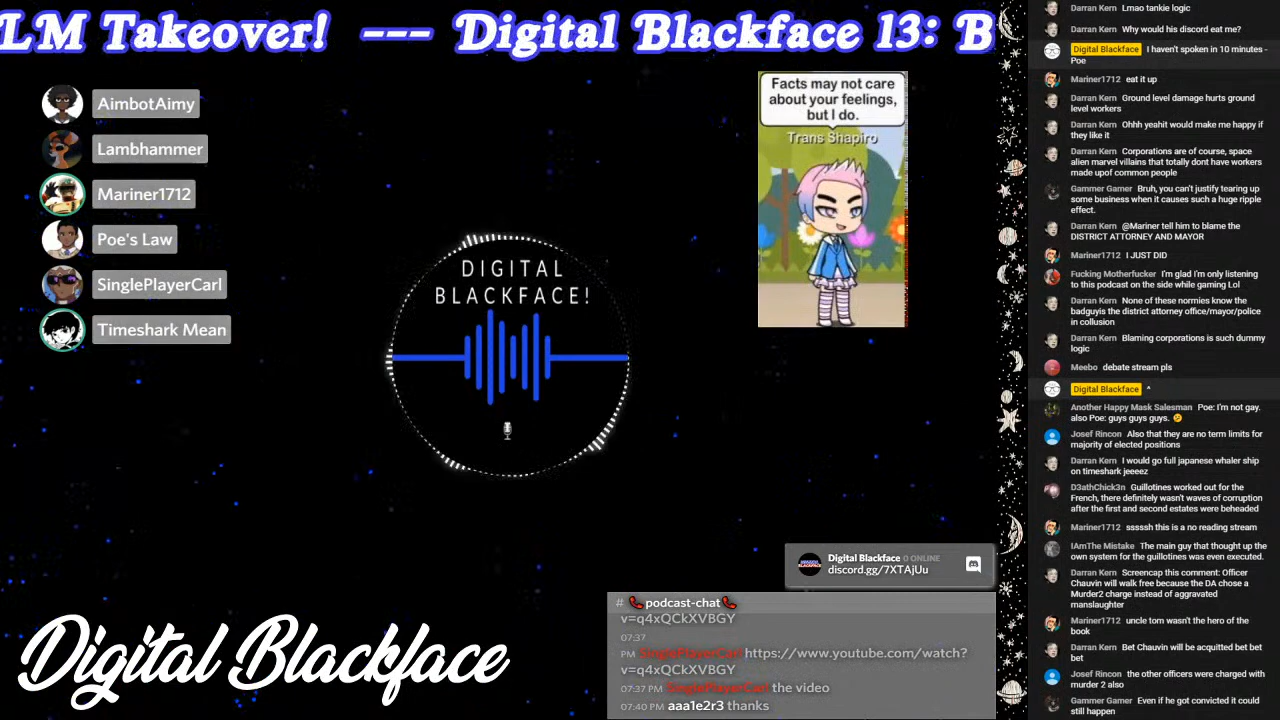 LM Takeover! --- Digital Blackface 13: B
AimbotAimy
Lambhammer
Mariner1712
Poe's Law
SinglePlayerCarl
Timeshark Mean
DIGITAL
BLACKFACE!
Facts may not care
about your feelings,
but I do.
Trans Shapiro
Digital Blackface 0 ONLINE
discord.gg/7XTAjUu
# podcast-chat
v=q4xQCkXVBGY
07:37
PM SinglePlayerCarl https://www.youtube.com/watch?
v=q4xQCkXVBGY
07:37 PM SinglePlayerCarl the video
07:40 PM aaa1e2r3 thanks
Digital Blackface
Darran Kern Lmao tankie logic
Darran Kern Why would his discord eat me?
Digital Blackface I haven't spoken in 10 minutes -
Poe
Mariner1712 eat it up
Darran Kern Ground level damage hurts ground
level workers
Darran Kern Ohhh yeahit would make me happy if
they like it
Darran Kern Corporations are of course, space
alien marvel villains that totally dont have workers
made upof common people
Gammer Gamer Bruh, you can't justify tearing up
some business when it causes such a huge ripple
effect.
Darran Kern @Mariner tell him to blame the
DISTRICT ATTORNEY AND MAYOR
Mariner1712 I JUST DID
Fucking Motherfucker I'm glad I'm only listening
to this podcast on the side while gaming Lol
Darran Kern None of these normies know the
badguyis the district attorney office/mayor/police
in collusion
Darran Kern Blaming corporations is such dummy
logic
Meebo debate stream pls
Digital Blackface ^
Another Happy Mask Salesman Poe: I'm not gay.
also Poe: guys guys guys.
Josef Rincon Also that they are no term limits for
majority of elected positions
Darran Kern I would go full japanese whaler ship
on timeshark jeeeez
D3athChick3n Guillotines worked out for the
French, there definitely wasn't waves of corruption
after the first and second estates were beheaded
Mariner1712 sssssh this is a no reading stream
IAmThe Mistake The main guy that thought up the
own system for the guillotines was even executed.
Darran Kern Screencap this comment: Officer
Chauvin will walk free because the DA chose a
Murder2 charge instead of aggravated
manslaughter
Mariner1712 uncle tom wasn't the hero of the
book
Darran Kern Bet Chauvin will be acquitted bet bet
bet
Josef Rincon the other officers were charged with
murder 2 also
Gammer Gamer Even if he got convicted it could
still happen